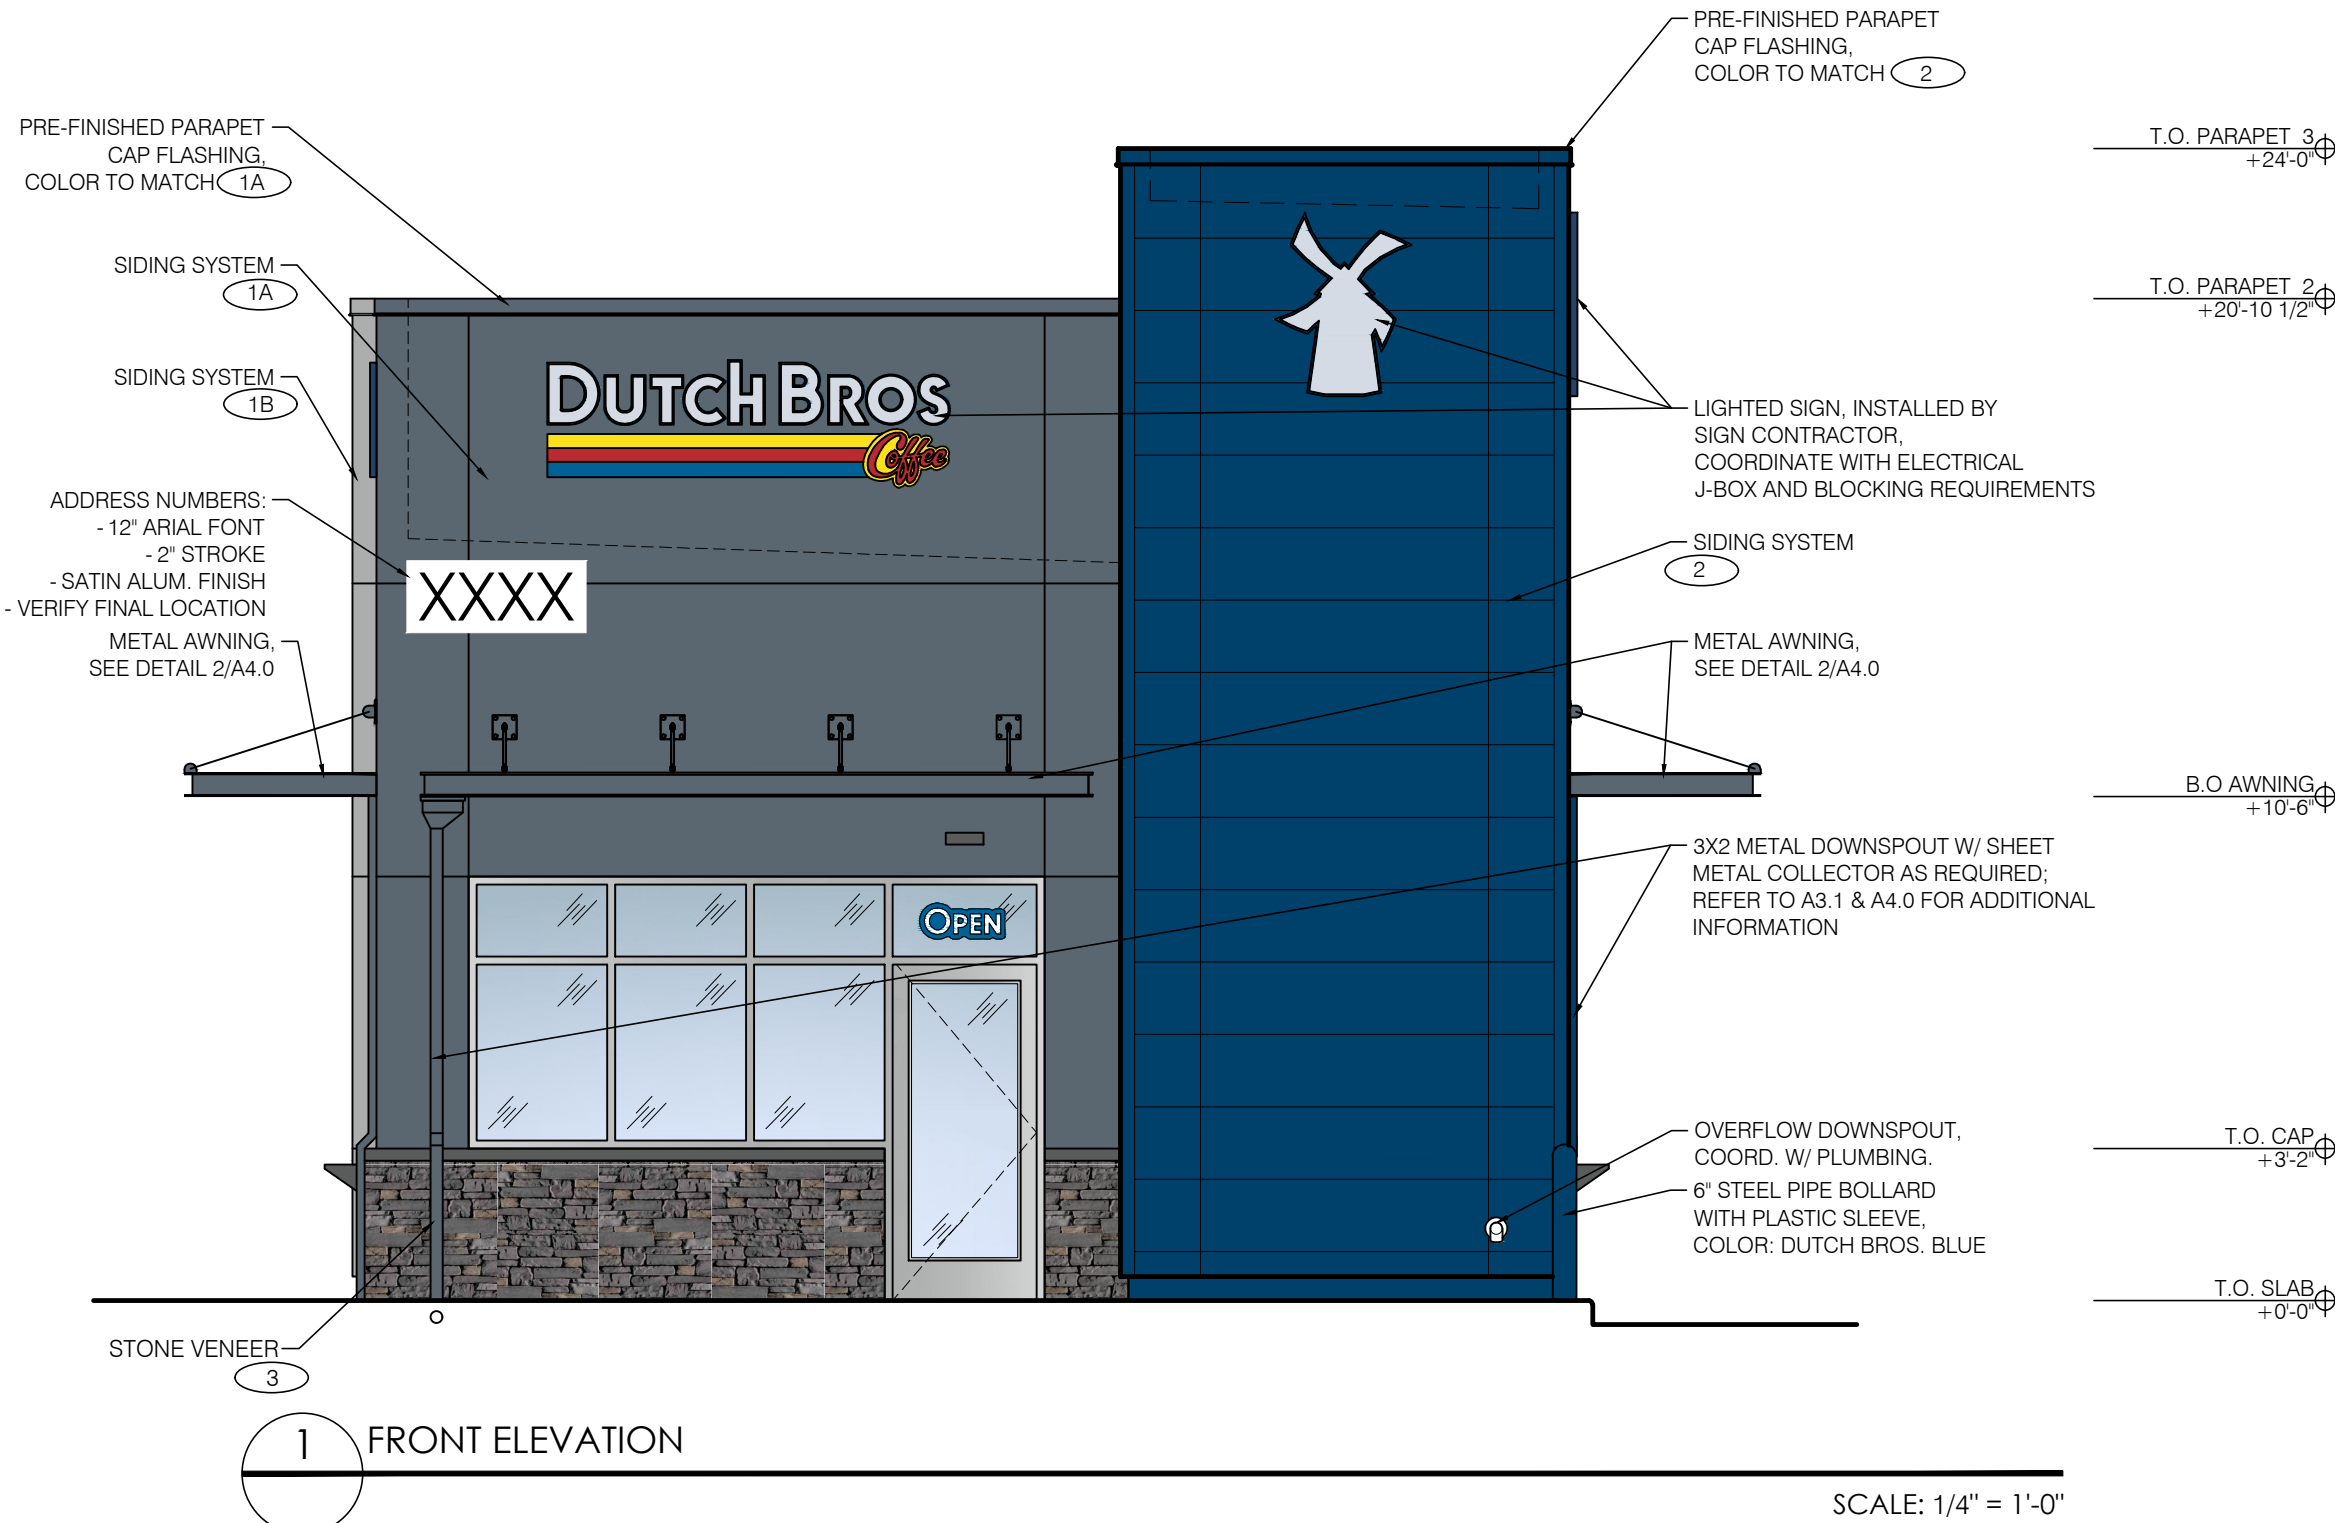 PRE-FINISHED PARAPET
CAP FLASHING,
COLOR TO MATCH 2
PRE-FINISHED PARAPET
CAP FLASHING,
COLOR TO MATCH 1A
SIDING SYSTEM
1A
SIDING SYSTEM
1B
ADDRESS NUMBERS:
- 12" ARIAL FONT
- 2" STROKE
- SATIN ALUM. FINISH
- VERIFY FINAL LOCATION
METAL AWNING,
SEE DETAIL 2/A4.0
DUTCH BROS
Coffee
XXXX
OPEN
T.O. PARAPET 3
+24'-0"
T.O. PARAPET 2
+20'-10 1/2"
LIGHTED SIGN, INSTALLED BY
SIGN CONTRACTOR,
COORDINATE WITH ELECTRICAL
J-BOX AND BLOCKING REQUIREMENTS
SIDING SYSTEM
2
METAL AWNING,
SEE DETAIL 2/A4.0
B.O AWNING
+10'-6"
3X2 METAL DOWNSPOUT W/ SHEET
METAL COLLECTOR AS REQUIRED;
REFER TO A3.1 & A4.0 FOR ADDITIONAL
INFORMATION
OVERFLOW DOWNSPOUT,
COORD. W/ PLUMBING.
T.O. CAP
+3'-2"
6" STEEL PIPE BOLLARD
WITH PLASTIC SLEEVE,
COLOR: DUTCH BROS. BLUE
T.O. SLAB
+0'-0"
STONE VENEER
3
1 FRONT ELEVATION
SCALE: 1/4" = 1'-0"